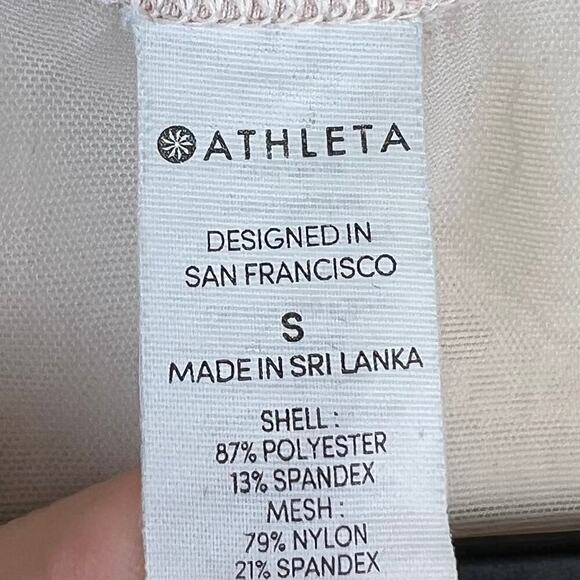 ATHLETA
DESIGNED IN
SAN FRANCISCO
S
MADE IN SRI LANKA
SHELL :
87% POLYESTER
13% SPANDEX
MESH :
79% NYLON
21% SPANDEX